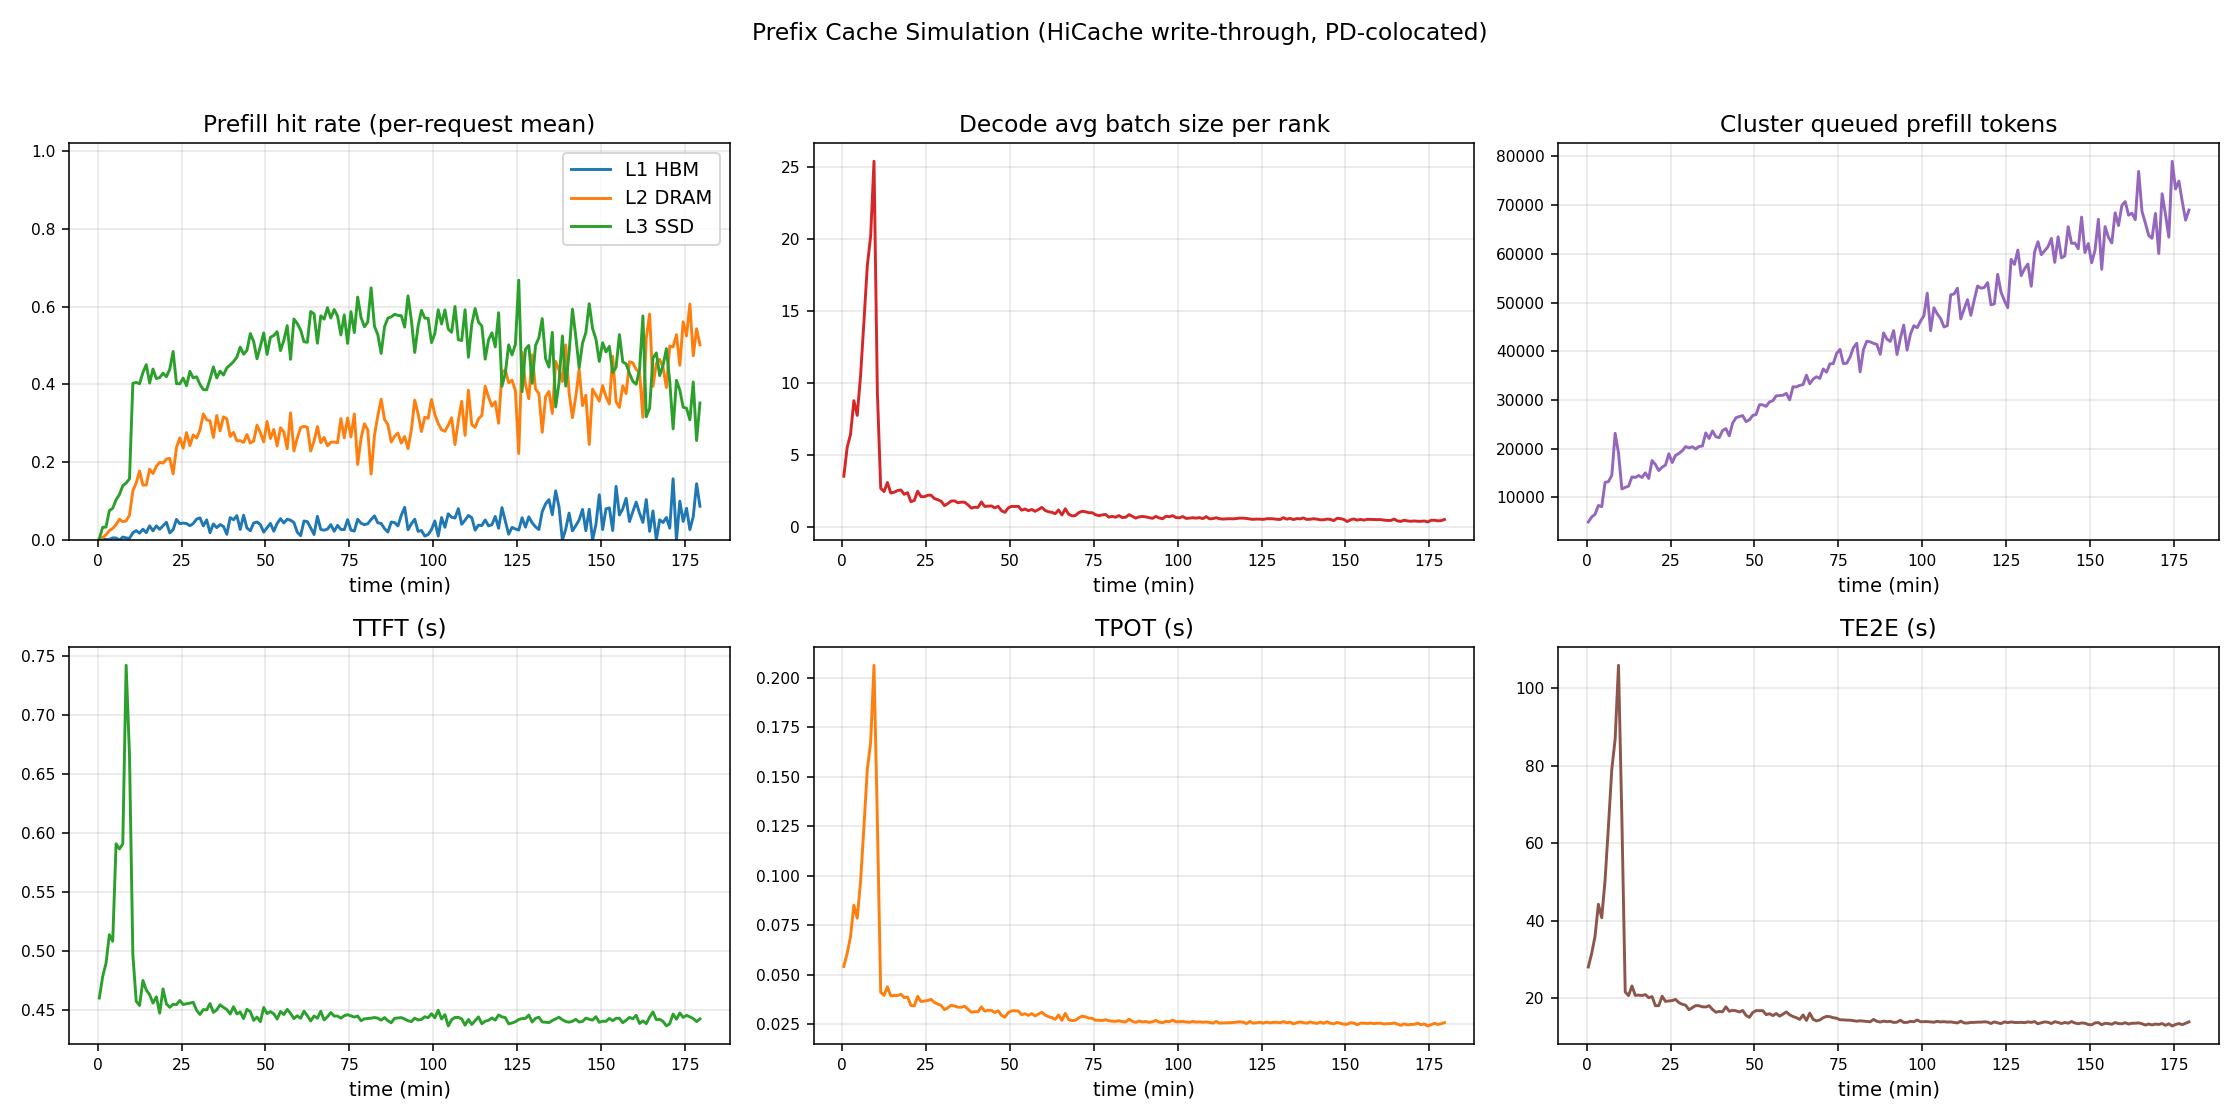 Prefix Cache Simulation (HiCache write-through, PD-colocated)
Prefill hit rate (per-request mean)
1.0
0.8
0.6
0.4
0.2
0.0
L1 HBM
L2 DRAM
L3 SSD
0 25 50 75 100 125 150 175
time (min)
Decode avg batch size per rank
25
20
15
10
5
0
0 25 50 75 100 125 150 175
time (min)
Cluster queued prefill tokens
80000
70000
60000
50000
40000
30000
20000
10000
0 25 50 75 100 125 150 175
time (min)
TTFT (s)
0.75
0.70
0.65
0.60
0.55
0.50
0.45
0 25 50 75 100 125 150 175
time (min)
TPOT (s)
0.200
0.175
0.150
0.125
0.100
0.075
0.050
0.025
0 25 50 75 100 125 150 175
time (min)
TE2E (s)
100
80
60
40
20
0 25 50 75 100 125 150 175
time (min)